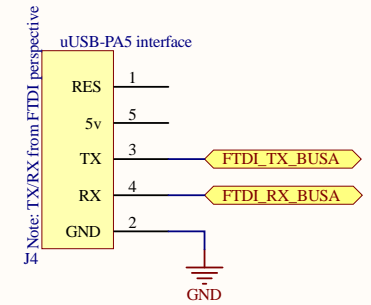 uUSB-PA5 interface
Note: TX/RX from FTDI perspective
RES 1
5v 5
TX 3 FTDI_TX_BUSA
RX 4 FTDI_RX_BUSA
GND 2
J4
GND